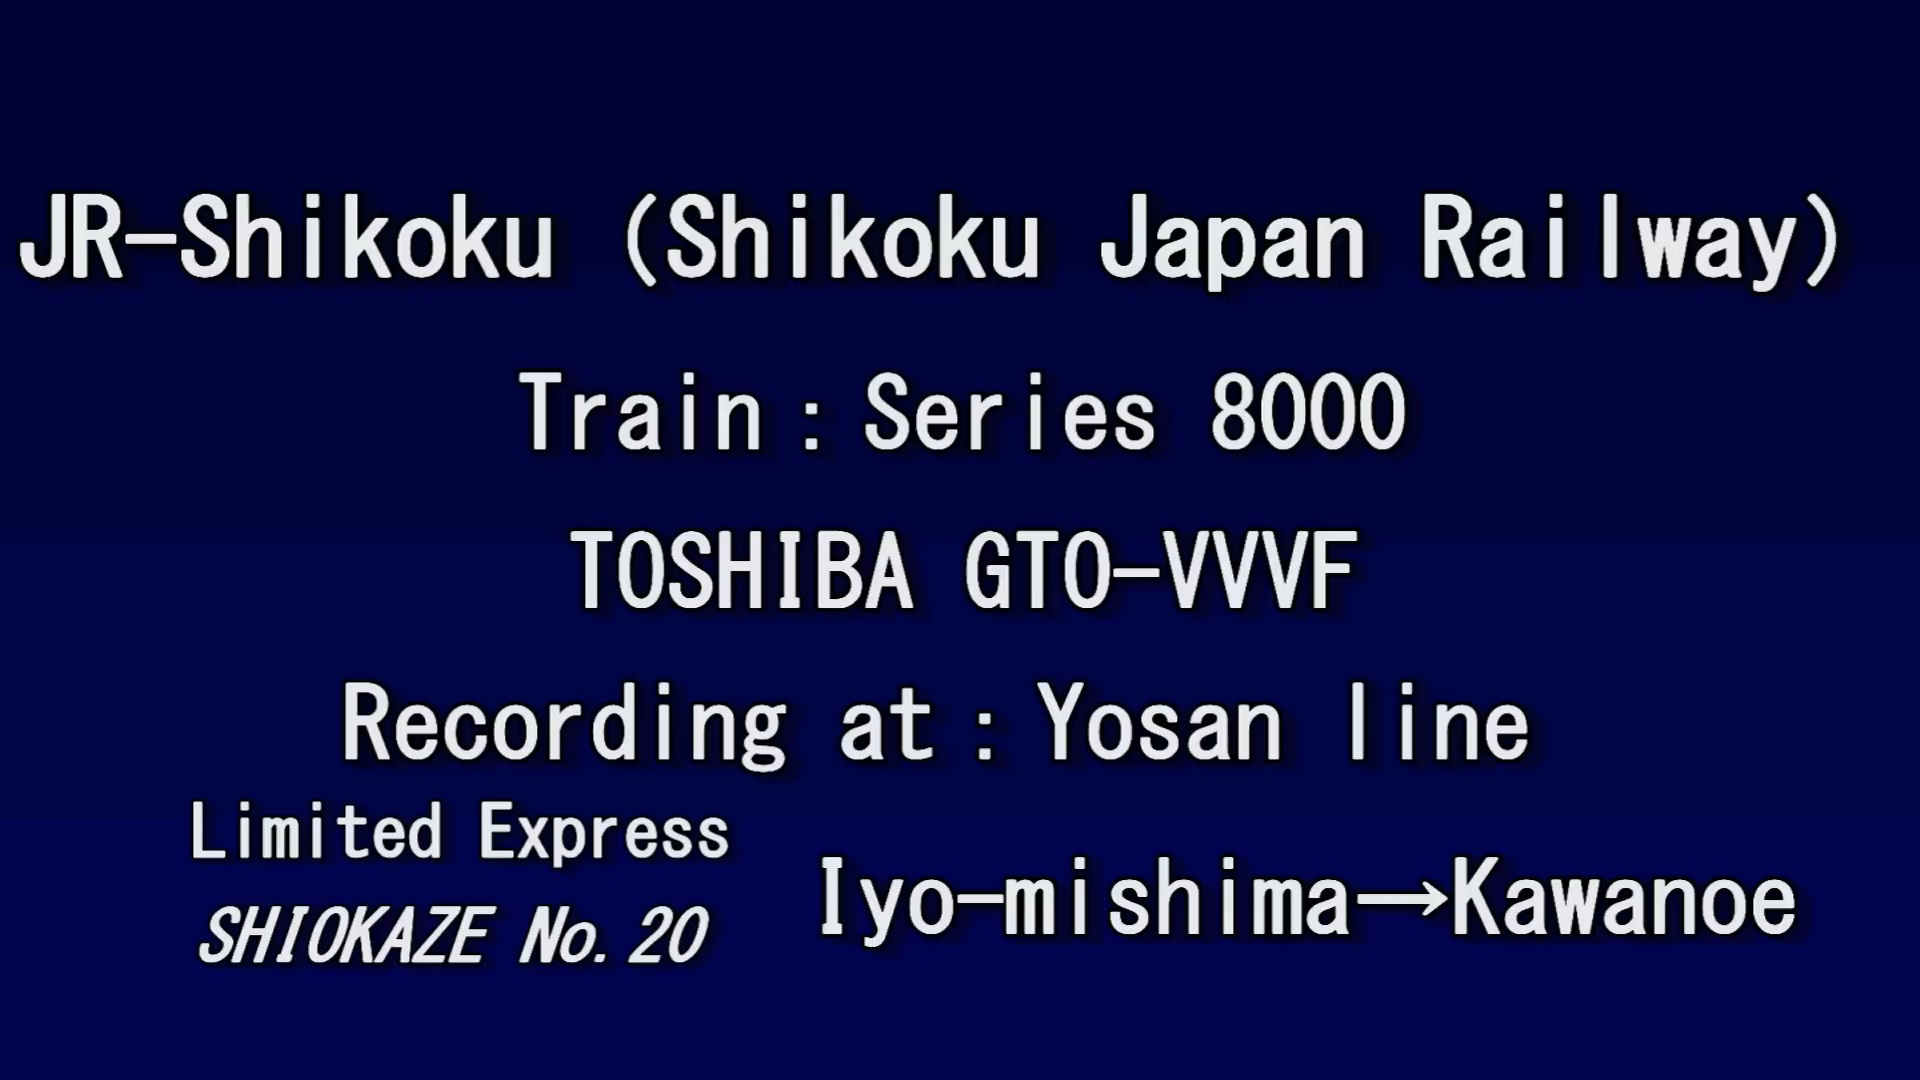 JR-Shikoku (Shikoku Japan Railway)
Train：Series 8000
TOSHIBA GTO-VVVF
Recording at：Yosan line
Limited Express
SHIOKAZE No. 20
Iyo-mishima→Kawanoe